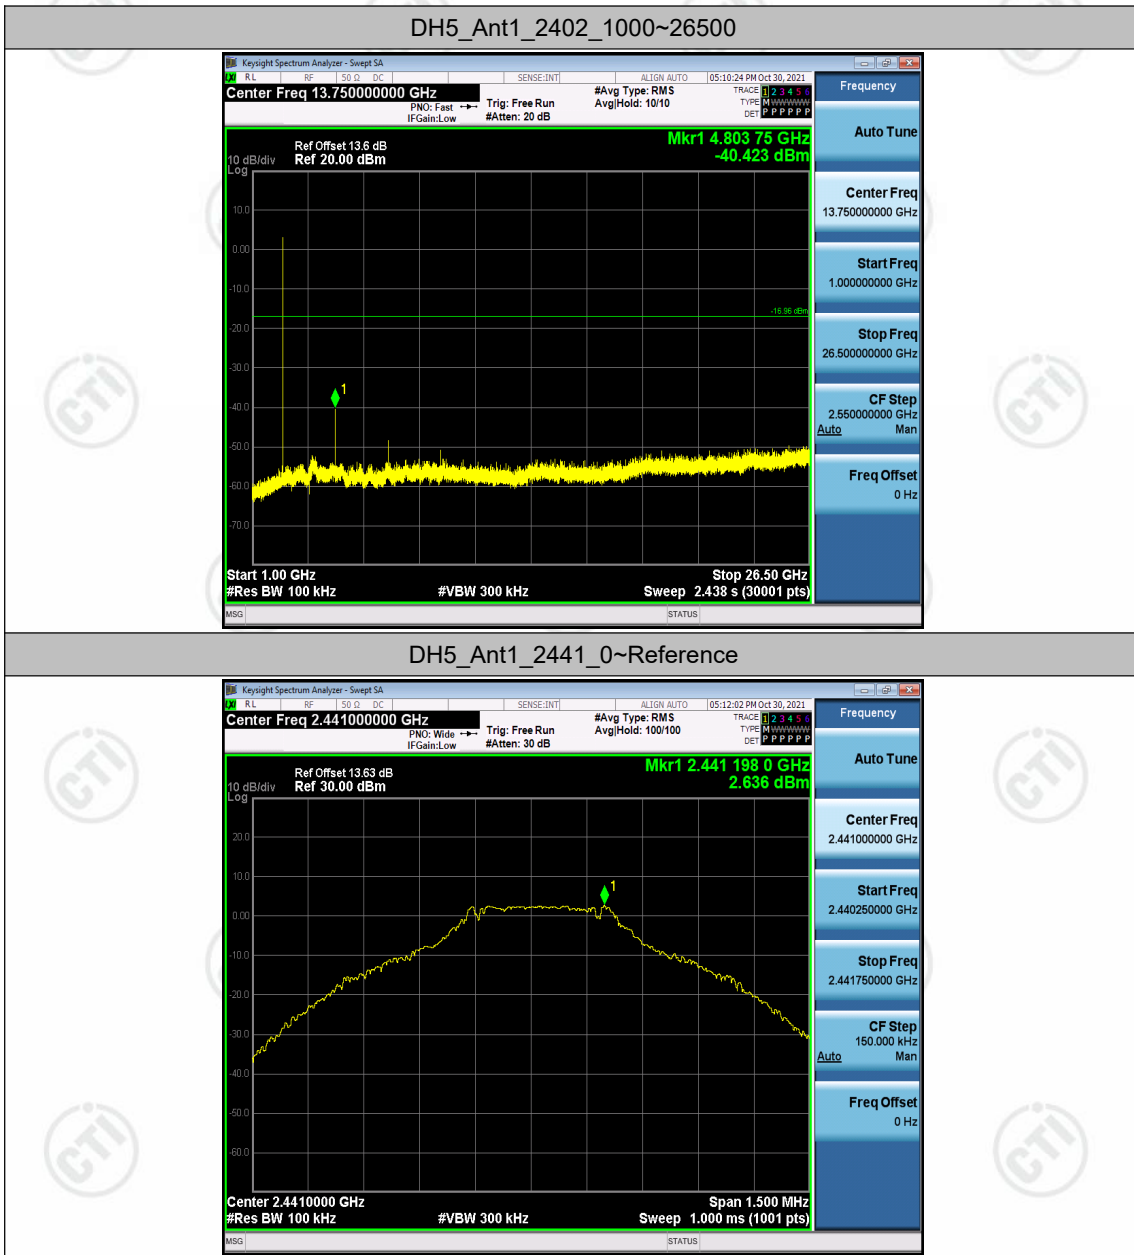 DH5_Ant1_2402_1000~26500
Keysight Spectrum Analyzer - Swept SA
RL RF 50 Ω DC SENSE:INT ALIGN AUTO 05:10:24 PM Oct 30, 2021
Center Freq 13.750000000 GHz
PNO: Fast
IFGain:Low
Trig: Free Run
#Atten: 20 dB
#Avg Type: RMS
Avg|Hold: 10/10
TRACE 1 2 3 4 5 6
TYPE M WWWWW
DET P P P P P P
Frequency
Ref Offset 13.6 dB
10 dB/div Ref 20.00 dBm
Log
Mkr1 4.803 75 GHz
-40.423 dBm
10.0
0.00
-10.0
-16.96 dBm
-20.0
-30.0
1
-40.0
-50.0
-60.0
-70.0
Start 1.00 GHz
Stop 26.50 GHz
#Res BW 100 kHz #VBW 300 kHz Sweep 2.438 s (30001 pts)
MSG STATUS
Auto Tune
Center Freq
13.750000000 GHz
Start Freq
1.000000000 GHz
Stop Freq
26.500000000 GHz
CF Step
2.550000000 GHz
Auto Man
Freq Offset
0 Hz
DH5_Ant1_2441_0~Reference
Keysight Spectrum Analyzer - Swept SA
RL RF 50 Ω DC SENSE:INT ALIGN AUTO 05:12:02 PM Oct 30, 2021
Center Freq 2.441000000 GHz
PNO: Wide
IFGain:Low
Trig: Free Run
#Atten: 30 dB
#Avg Type: RMS
Avg|Hold: 100/100
TRACE 1 2 3 4 5 6
TYPE M WWWWW
DET P P P P P P
Frequency
Ref Offset 13.63 dB
10 dB/div Ref 30.00 dBm
Log
Mkr1 2.441 198 0 GHz
2.636 dBm
20.0
10.0
1
0.00
-10.0
-20.0
-30.0
-40.0
-50.0
-60.0
Center 2.4410000 GHz
Span 1.500 MHz
#Res BW 100 kHz #VBW 300 kHz Sweep 1.000 ms (1001 pts)
MSG STATUS
Auto Tune
Center Freq
2.441000000 GHz
Start Freq
2.440250000 GHz
Stop Freq
2.441750000 GHz
CF Step
150.000 kHz
Auto Man
Freq Offset
0 Hz
CTI
CTI
CTI
CTI
CTI
CTI